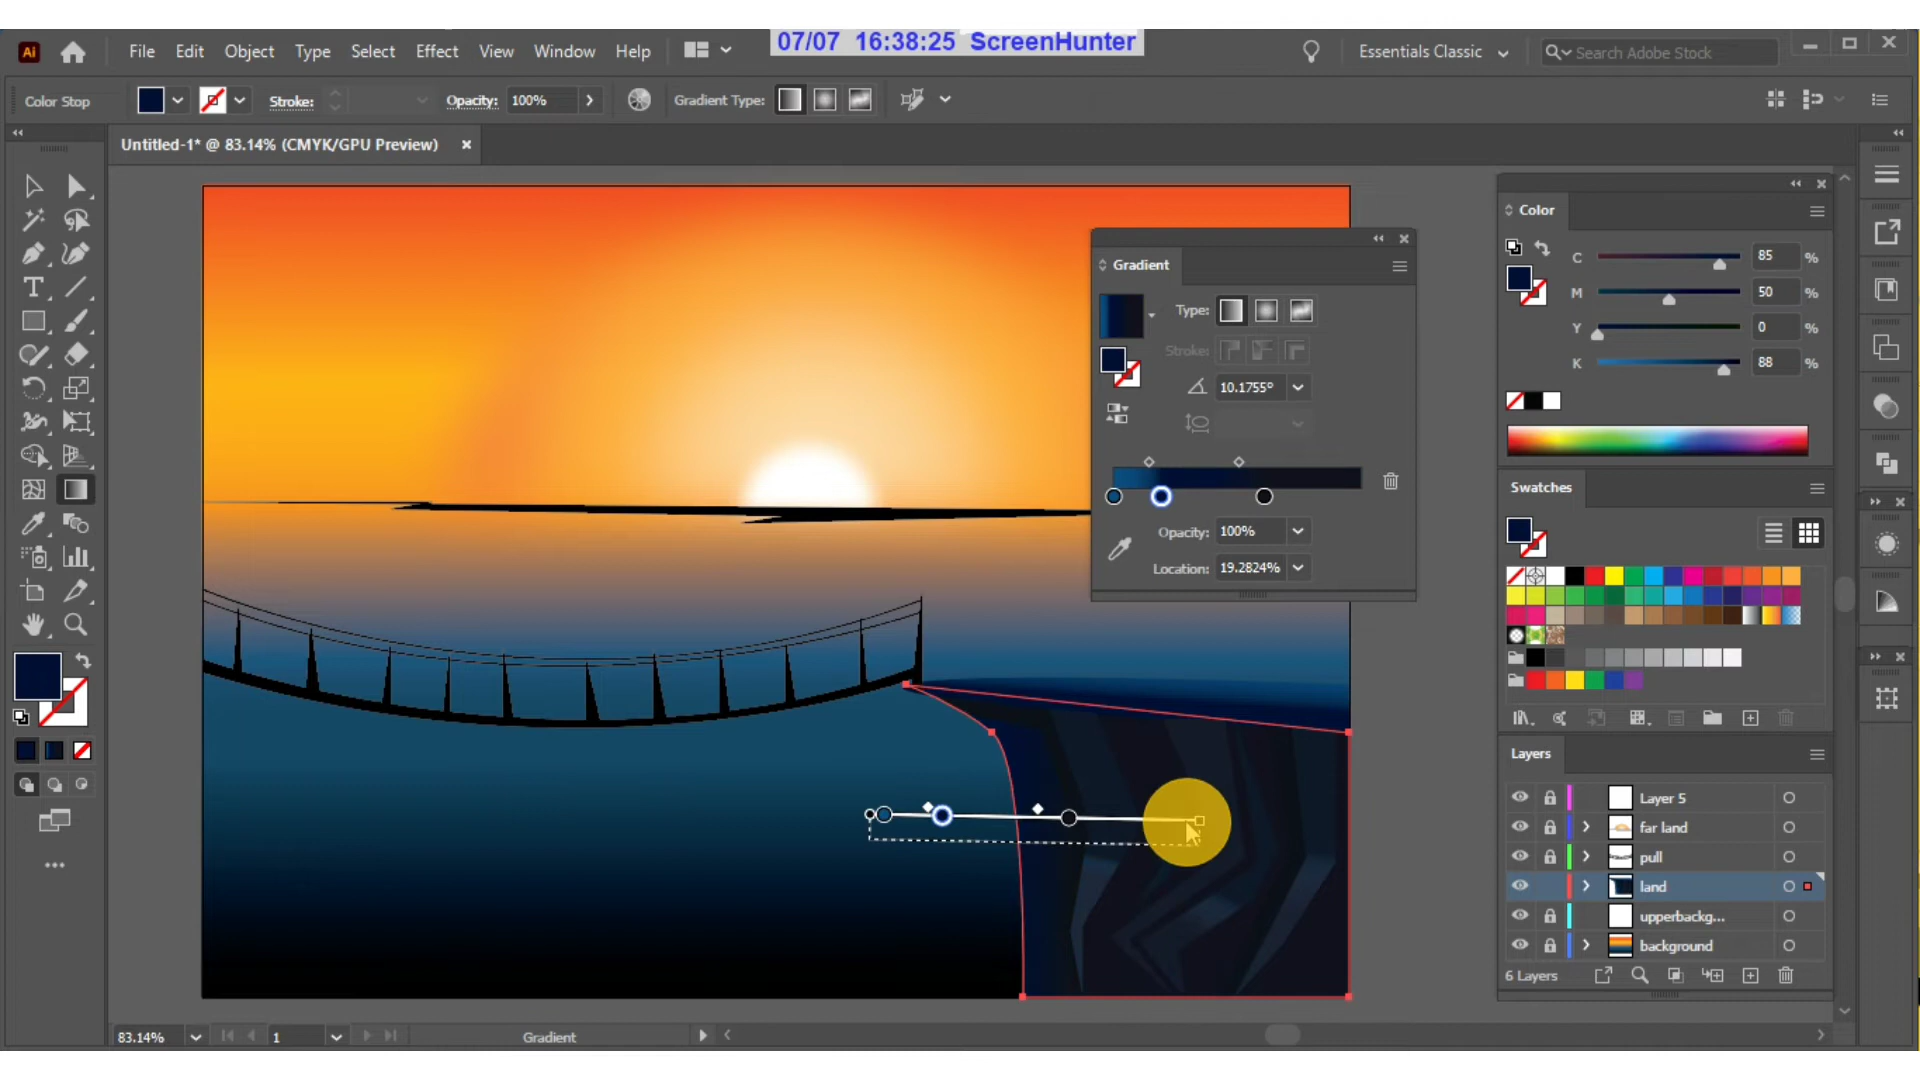 07/07 16:38:25 ScreenHunter
Ai File Edit Object Type Select Effect View Window Help
Essentials Classic
Search Adobe Stock
Color Stop
Stroke:
Opacity: 100%
Gradient Type:
Untitled-1* @ 83.14% (CMYK/GPU Preview)
Gradient
Type:
Stroke:
10.1755°
Opacity: 100%
Location: 19.2824%
Color
C 85 %
M 50 %
Y 0 %
K 88 %
Swatches
Layers
Layer 5
far land
pull
land
upperbackg...
background
6 Layers
83.14%
1
Gradient